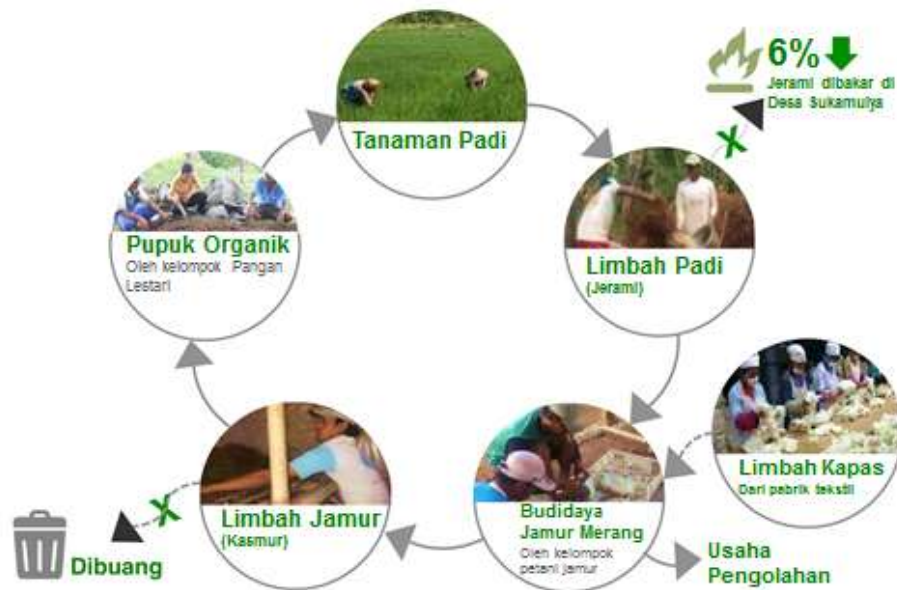 6%
Jerami dibakar di
Desa Sukamulya
Tanaman Padi
Pupuk Organik
Oleh kelompok Pangan
Lestari
Limbah Padi
(Jerami)
Limbah Kapas
Dari pabrik tekstil
Budidaya
Jamur Merang
Oleh kelompok
petani jamur
Limbah Jamur
(Kasmur)
X
X
Dibuang
Usaha
Pengolahan